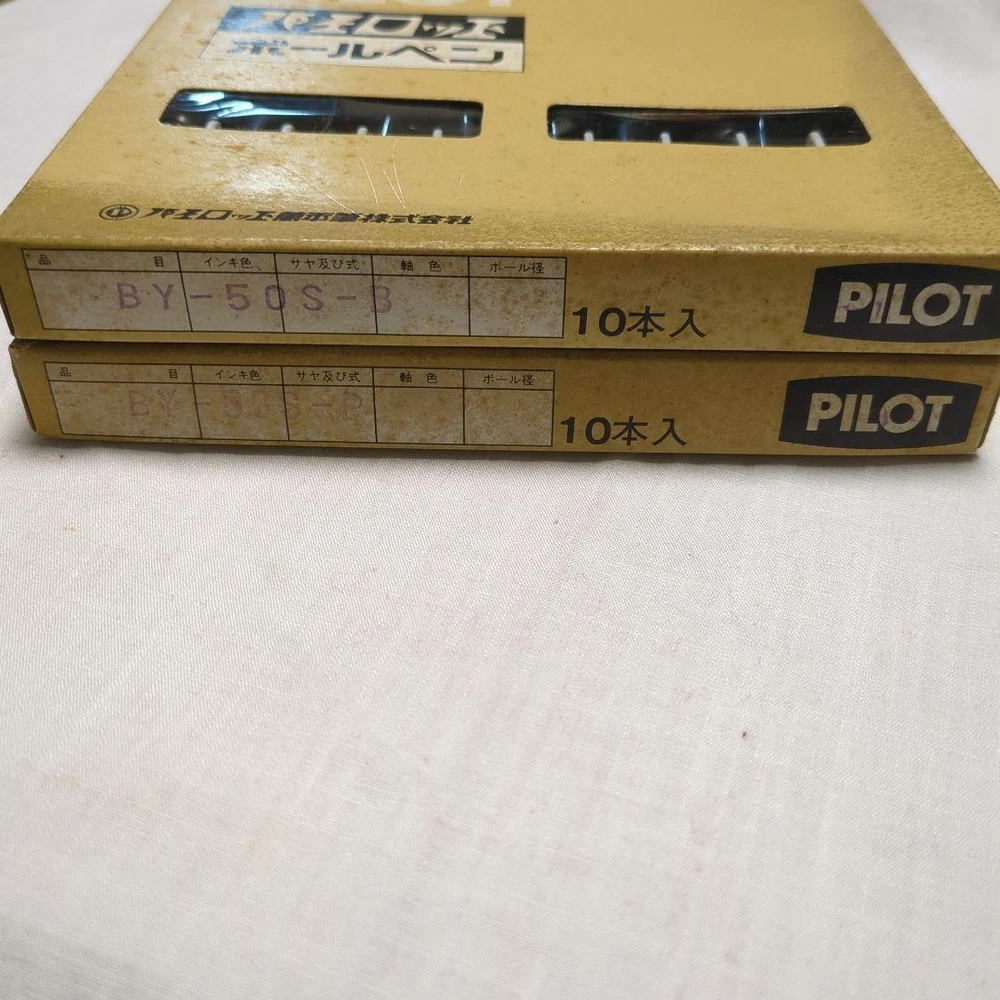 パイロット
ボールペン
パイロット萬年筆株式会社
品目 インキ色 サヤ及び式 軸色 ボール径
BY-50S-B
10本入
PILOT
品目 インキ色 サヤ及び式 軸色 ボール径
BY-50S-P
10本入
PILOT